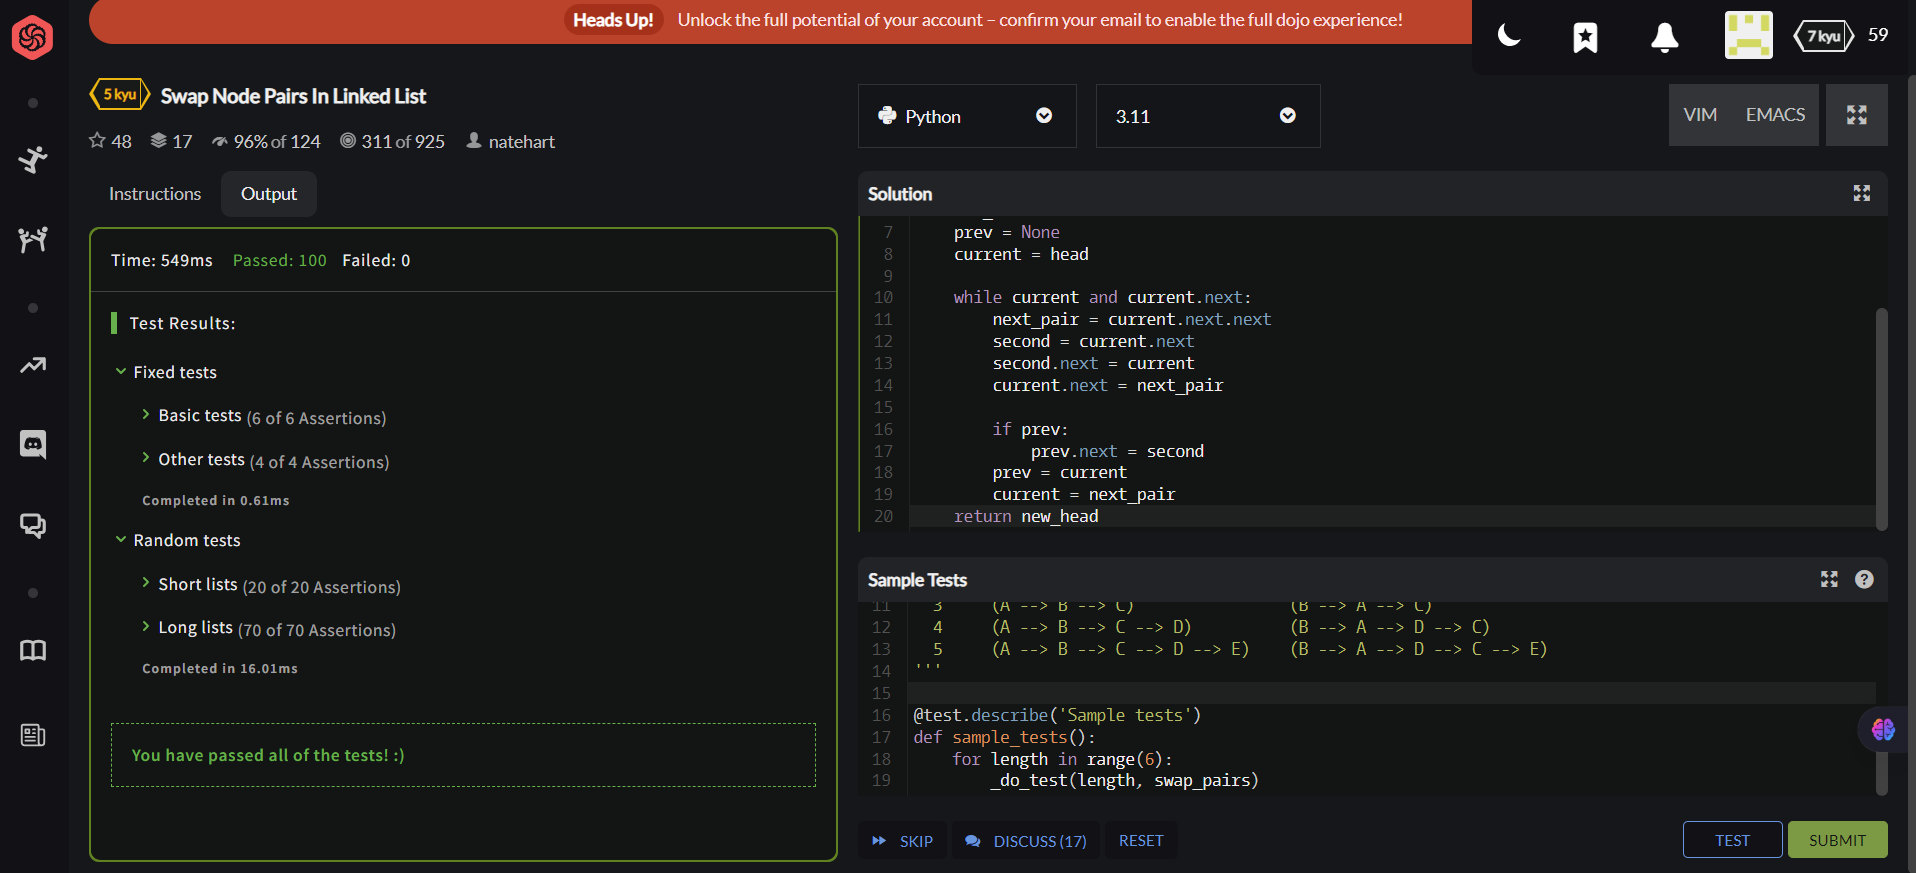 Heads Up! Unlock the full potential of your account – confirm your email to enable the full dojo experience!
7 kyu 59
5 kyu Swap Node Pairs In Linked List
48 17 96% of 124 311 of 925 natehart
Instructions Output
Time: 549ms Passed: 100 Failed: 0
Test Results:
Fixed tests
Basic tests (6 of 6 Assertions)
Other tests (4 of 4 Assertions)
Completed in 0.61ms
Random tests
Short lists (20 of 20 Assertions)
Long lists (70 of 70 Assertions)
Completed in 16.01ms
You have passed all of the tests! :)
Python 3.11 VIM EMACS
Solution
7 prev = None
8 current = head
9
10 while current and current.next:
11 next_pair = current.next.next
12 second = current.next
13 second.next = current
14 current.next = next_pair
15
16 if prev:
17 prev.next = second
18 prev = current
19 current = next_pair
20 return new_head
Sample Tests
11 3 (A --> B --> C) (B --> A --> C)
12 4 (A --> B --> C --> D) (B --> A --> D --> C)
13 5 (A --> B --> C --> D --> E) (B --> A --> D --> C --> E)
14 '''
15
16 @test.describe('Sample tests')
17 def sample_tests():
18 for length in range(6):
19 _do_test(length, swap_pairs)
SKIP DISCUSS (17) RESET TEST SUBMIT